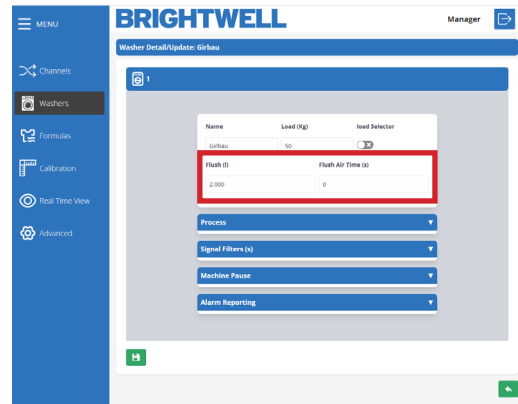 MENU
BRIGHTWELL
Manager
Washer Detail/Update: Girbau
Channels
Washers
Formulas
Calibration
Real Time View
Advanced
1
Name Load (Kg) load Selector
Girbau 50
Flush (l) Flush Air Time (s)
2.000 0
Process
Signal Filters (s)
Machine Pause
Alarm Reporting